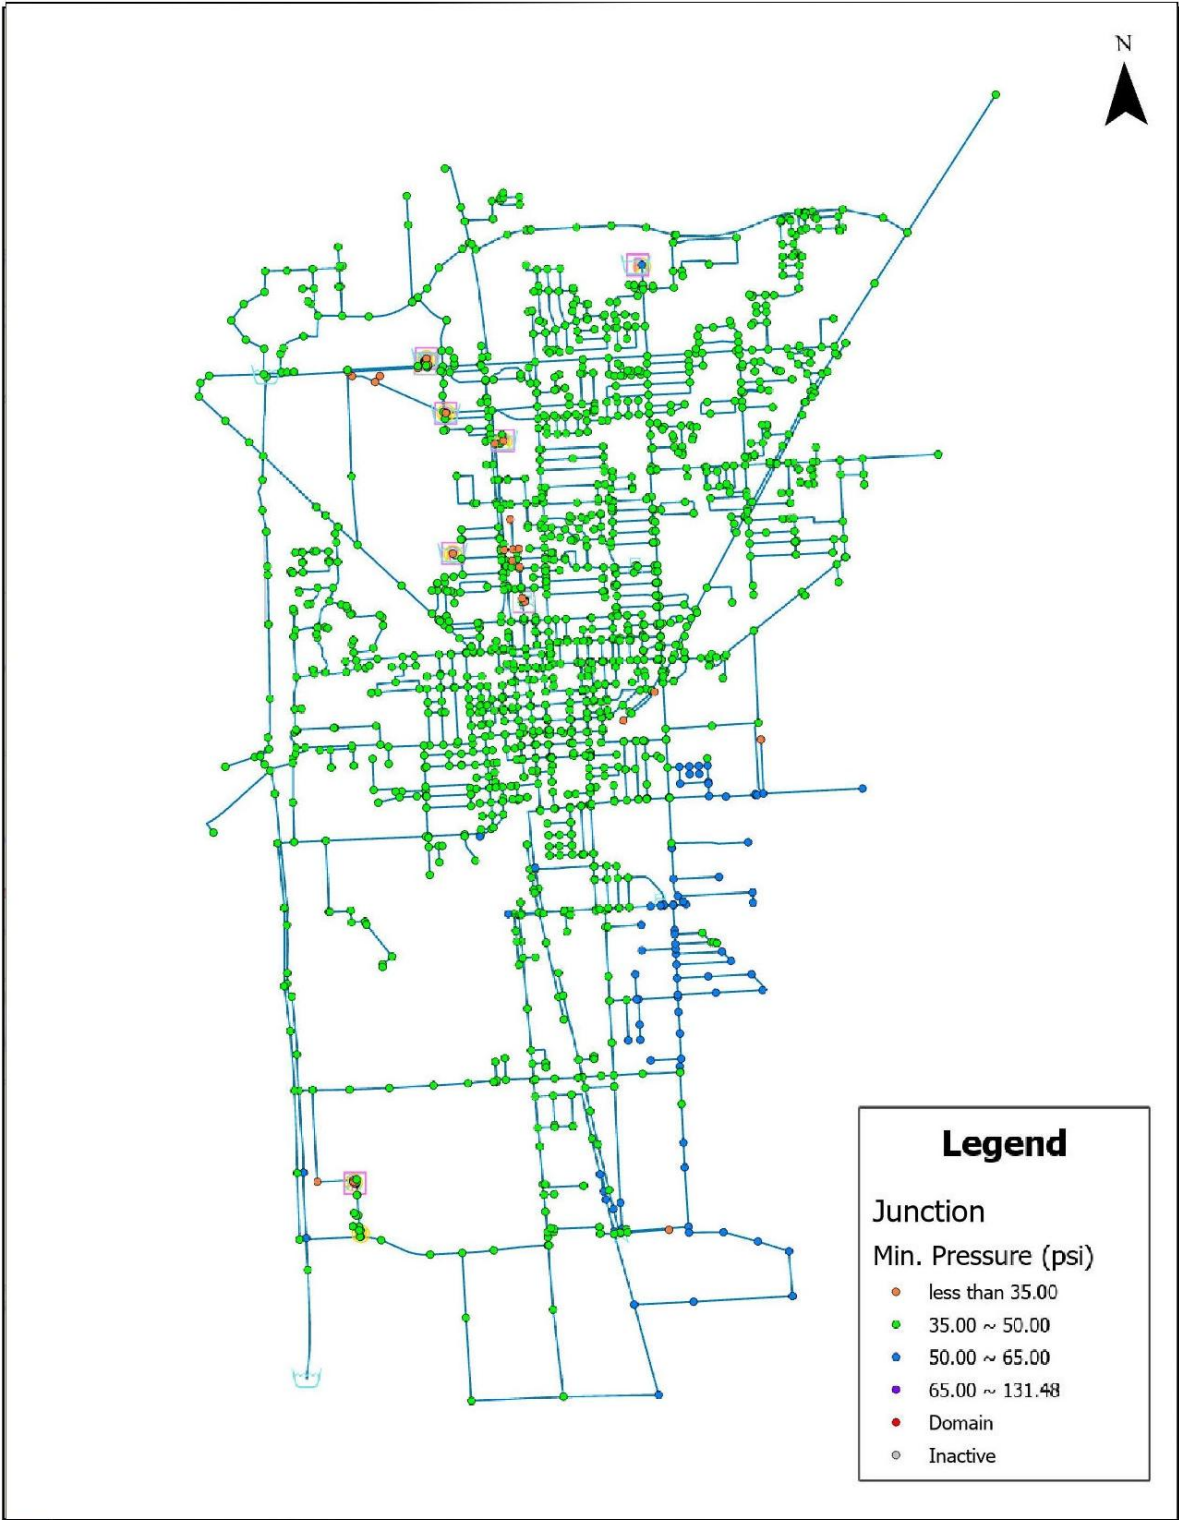 N
Legend
Junction
Min. Pressure (psi)
less than 35.00
35.00 ~ 50.00
50.00 ~ 65.00
65.00 ~ 131.48
Domain
Inactive